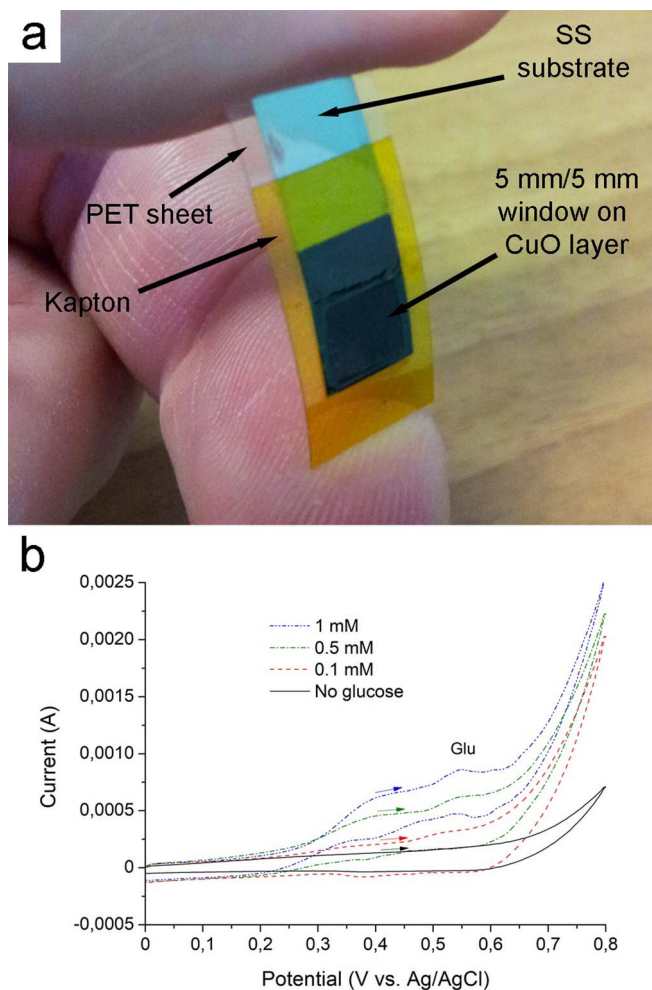 a
SS
substrate
5 mm/5 mm
window on
CuO layer
PET sheet
Kapton
b
0,0025
0,0020
0,0015
0,0010
0,0005
0
-0,0005
Current (A)
1 mM
0.5 mM
0.1 mM
No glucose
Glu
0
0,1
0,2
0,3
0,4
0,5
0,6
0,7
0,8
Potential (V vs. Ag/AgCl)